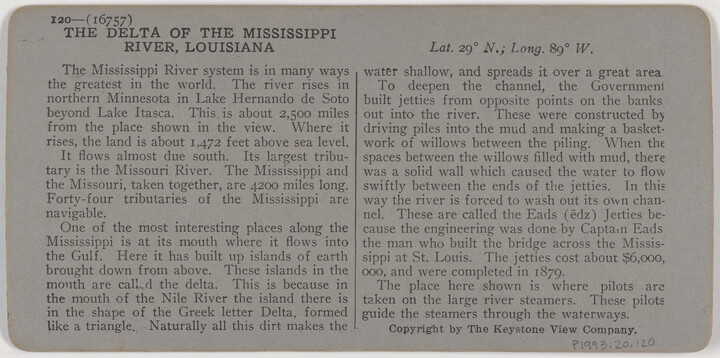 120—(16757)
THE DELTA OF THE MISSISSIPPI
RIVER, LOUISIANA
The Mississippi River system is in many ways
the greatest in the world. The river rises in
northern Minnesota in Lake Hernando de Soto
beyond Lake Itasca. This is about 2,500 miles
from the place shown in the view. Where it
rises, the land is about 1,472 feet above sea level.
It flows almost due south. Its largest tribu-
tary is the Missouri River. The Mississippi and
the Missouri, taken together, are 4200 miles long.
Forty-four tributaries of the Mississippi are
navigable.
One of the most interesting places along the
Mississippi is at its mouth where it flows into
the Gulf. Here it has built up islands of earth
brought down from above. These islands in the
mouth are called the delta. This is because in
the mouth of the Nile River the island there is
in the shape of the Greek letter Delta, formed
like a triangle. Naturally all this dirt makes the
Lat. 29° N.; Long. 89° W.
water shallow, and spreads it over a great area
To deepen the channel, the Government
built jetties from opposite points on the banks
out into the river. These were constructed by
driving piles into the mud and making a basket-
work of willows between the piling. When the
spaces between the willows filled with mud, there
was a solid wall which caused the water to flow
swiftly between the ends of the jetties. In this
way the river is forced to wash out its own chan-
nel. These are called the Eads (ēdz) Jetties be-
cause the engineering was done by Captain Eads
the man who built the bridge across the Missis-
sippi at St. Louis. The jetties cost about $6,000,
000, and were completed in 1879.
The place here shown is where pilots are
taken on the large river steamers. These pilots
guide the steamers through the waterways.
Copyright by The Keystone View Company.
P1993.20.120